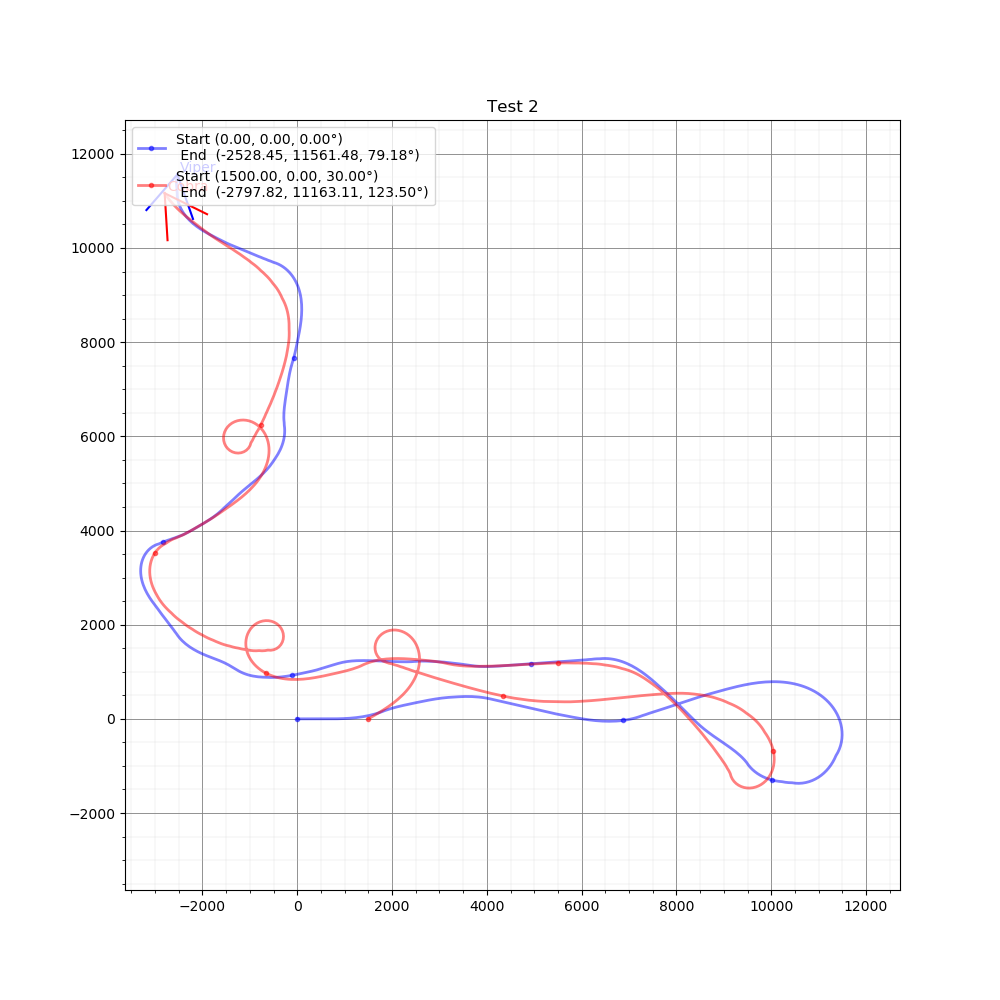 Test 2
Start (0.00, 0.00, 0.00°)
End (-2528.45, 11561.48, 79.18°)
Start (1500.00, 0.00, 30.00°)
End (-2797.82, 11163.11, 123.50°)
Viper
12000
10000
8000
6000
4000
2000
0
−2000
−2000 0 2000 4000 6000 8000 10000 12000